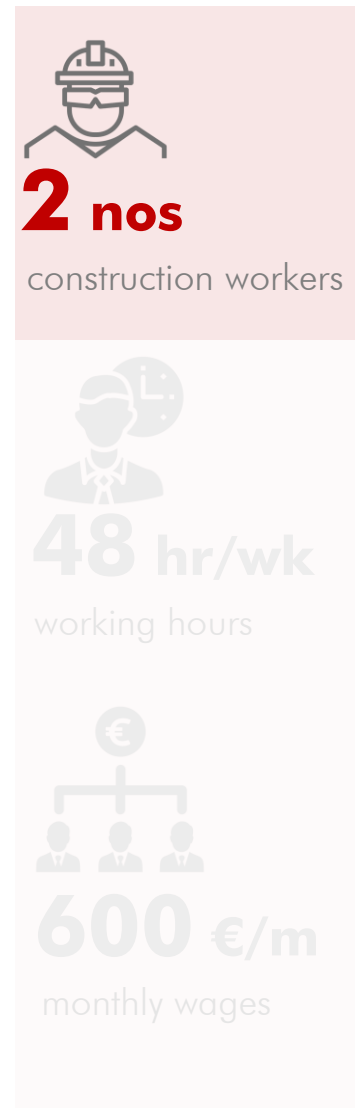 2 nos
construction workers
48 hr/wk
working hours
€
600 €/m
monthly wages